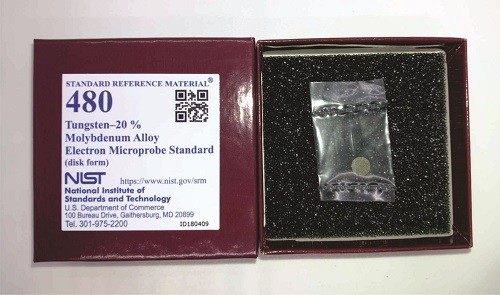 STANDARD REFERENCE MATERIAL®
480
Tungsten–20 %
Molybdenum Alloy
Electron Microprobe Standard
(disk form)
NIST https://www.nist.gov/srm
National Institute of
Standards and Technology
U.S. Department of Commerce
100 Bureau Drive, Gaithersburg, MD 20899
Tel. 301-975-2200 ID180409